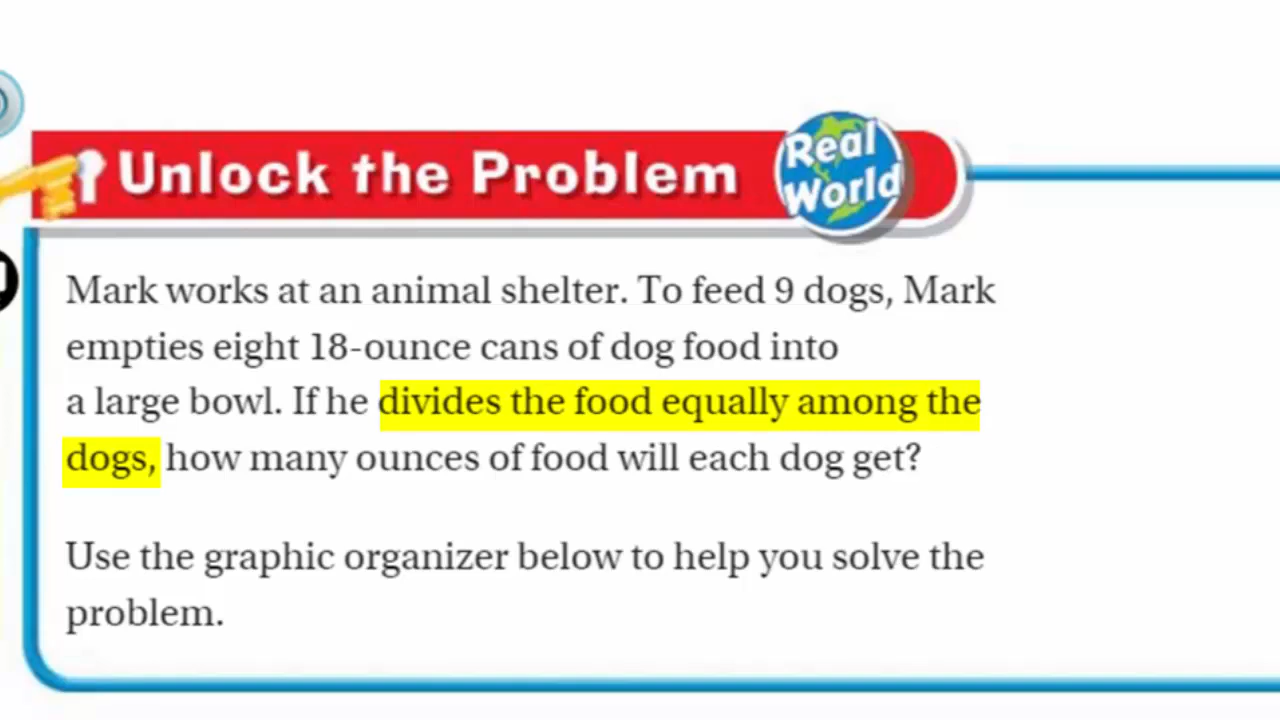 Unlock the Problem
Real
World
Mark works at an animal shelter. To feed 9 dogs, Mark
empties eight 18-ounce cans of dog food into
a large bowl. If he divides the food equally among the
dogs, how many ounces of food will each dog get?
Use the graphic organizer below to help you solve the
problem.